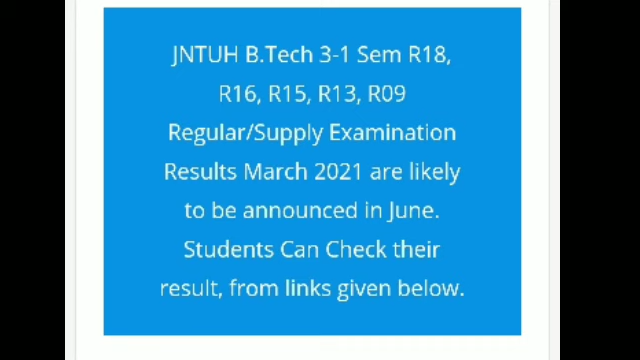 JNTUH B.Tech 3-1 Sem R18,
R16, R15, R13, R09
Regular/Supply Examination
Results March 2021 are likely
to be announced in June.
Students Can Check their
result, from links given below.